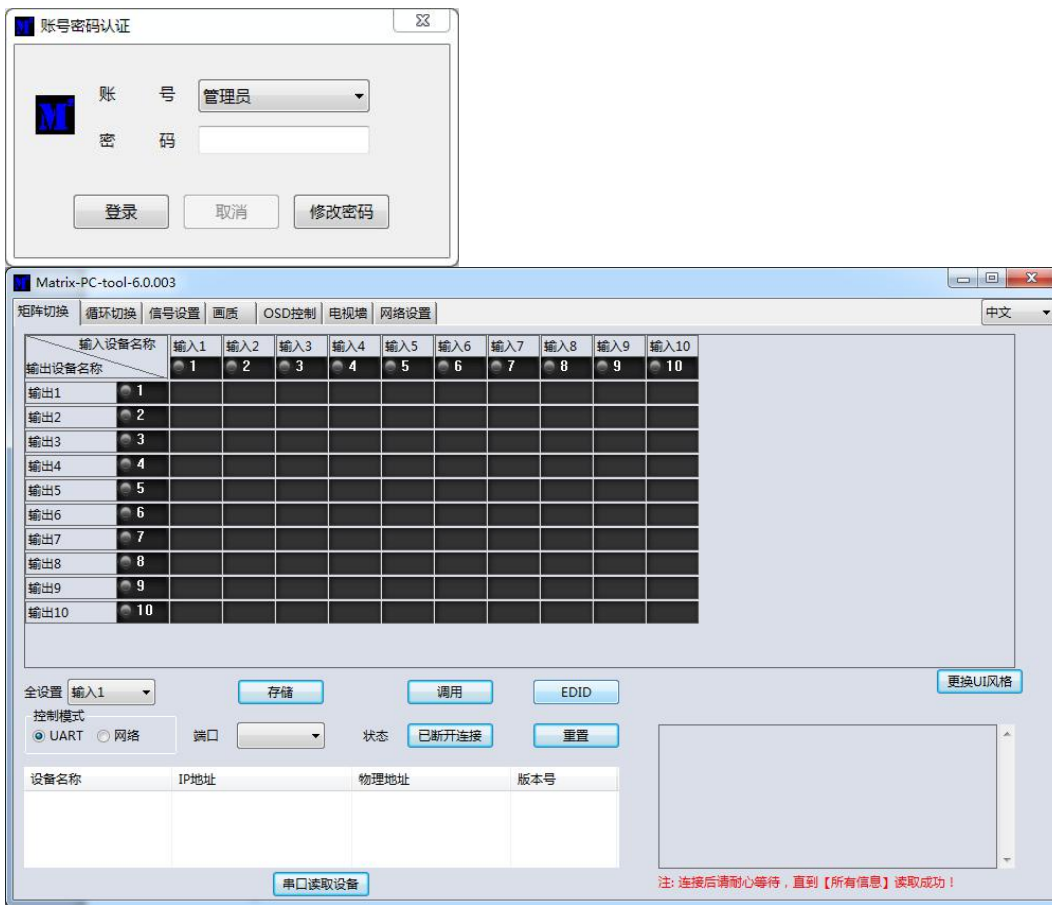 账号密码认证
账 号 管理员
密 码
登录 取消 修改密码
Matrix-PC-tool-6.0.003
矩阵切换 循环切换 信号设置 画质 OSD控制 电视墙 网络设置 中文
输入设备名称 输入1 输入2 输入3 输入4 输入5 输入6 输入7 输入8 输入9 输入10
输出设备名称 1 2 3 4 5 6 7 8 9 10
输出1 1
输出2 2
输出3 3
输出4 4
输出5 5
输出6 6
输出7 7
输出8 8
输出9 9
输出10 10
更换UI风格
全设置 输入1 存储 调用 EDID
控制模式
UART 网络 端口 状态 已断开连接 重置
设备名称 IP地址 物理地址 版本号
串口读取设备
注: 连接后请耐心等待，直到【所有信息】读取成功！